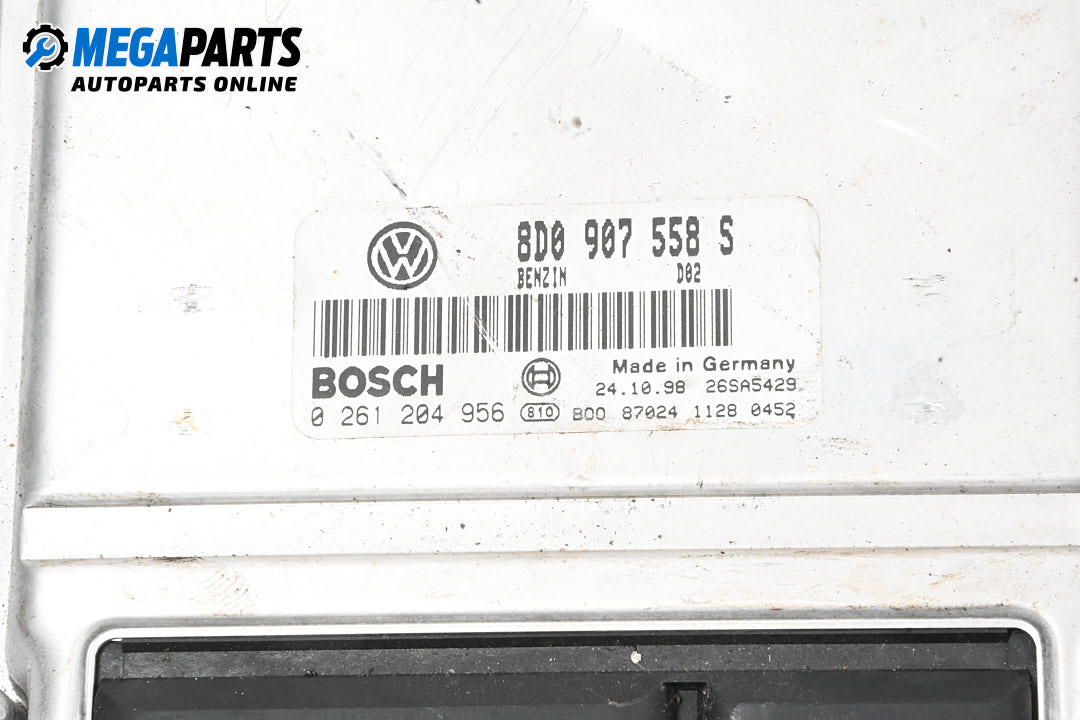 MEGAPARTS
AUTOPARTS ONLINE
8D0 907 558 S
BENZIN D02
BOSCH
Made in Germany
24.10.98 26SA5429
0 261 204 956 810 B00 87024 1128 0452